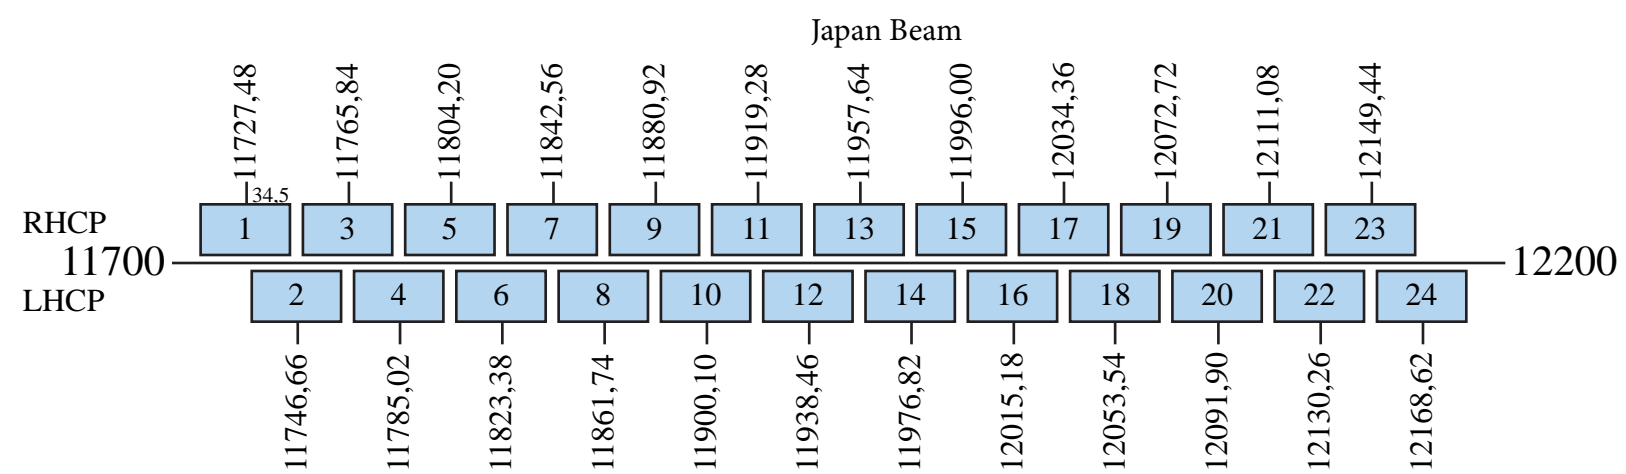 Japan Beam
11727,48 11765,84 11804,20 11842,56 11880,92 11919,28 11957,64 11996,00 12034,36 12072,72 12111,08 12149,44
34,5
RHCP 1 3 5 7 9 11 13 15 17 19 21 23
11700 12200
LHCP 2 4 6 8 10 12 14 16 18 20 22 24
11746,66 11785,02 11823,38 11861,74 11900,10 11938,46 11976,82 12015,18 12053,54 12091,90 12130,26 12168,62